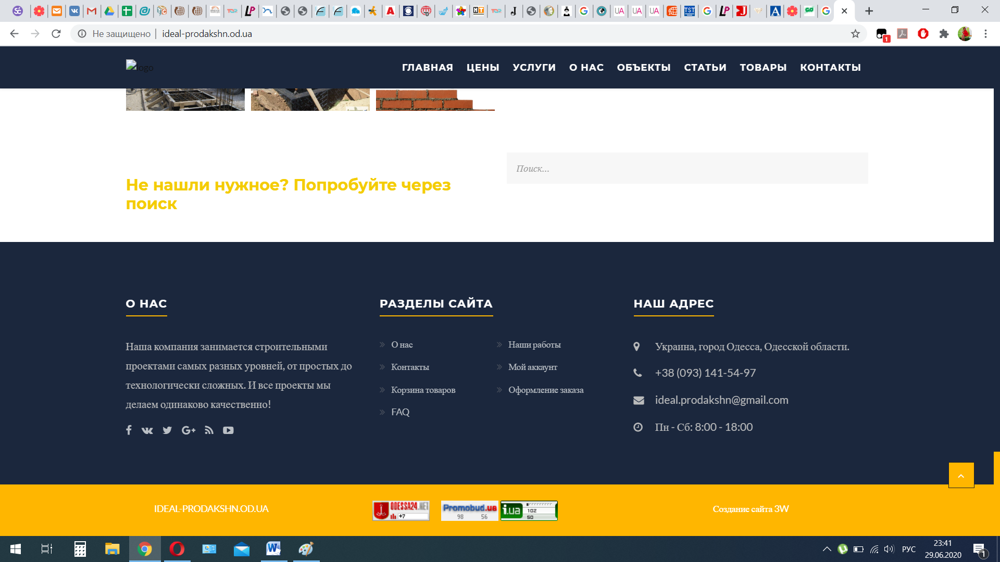 Не защищено
ideal-prodakshn.od.ua
logo
ГЛАВНАЯ
ЦЕНЫ
УСЛУГИ
О НАС
ОБЪЕКТЫ
СТАТЬИ
ТОВАРЫ
КОНТАКТЫ
Не нашли нужное? Попробуйте через
поиск
Поиск...
О НАС
Наша компания занимается строительными
проектами самых разных уровней, от простых до
технологически сложных. И все проекты мы
делаем одинаково качественно!
РАЗДЕЛЫ САЙТА
О нас
Контакты
Корзина товаров
FAQ
Наши работы
Мой аккаунт
Оформление заказа
НАШ АДРЕС
Украина, город Одесса, Одесской области.
+38 (093) 141-54-97
ideal.prodakshn@gmail.com
Пн - Сб: 8:00 - 18:00
IDEAL-PRODAKSHN.OD.UA
ODESSA24.NET
+7
Promobud.ua
98 56
i.ua
102
50
Создание сайта 3W
РУС
23:41
29.06.2020
1